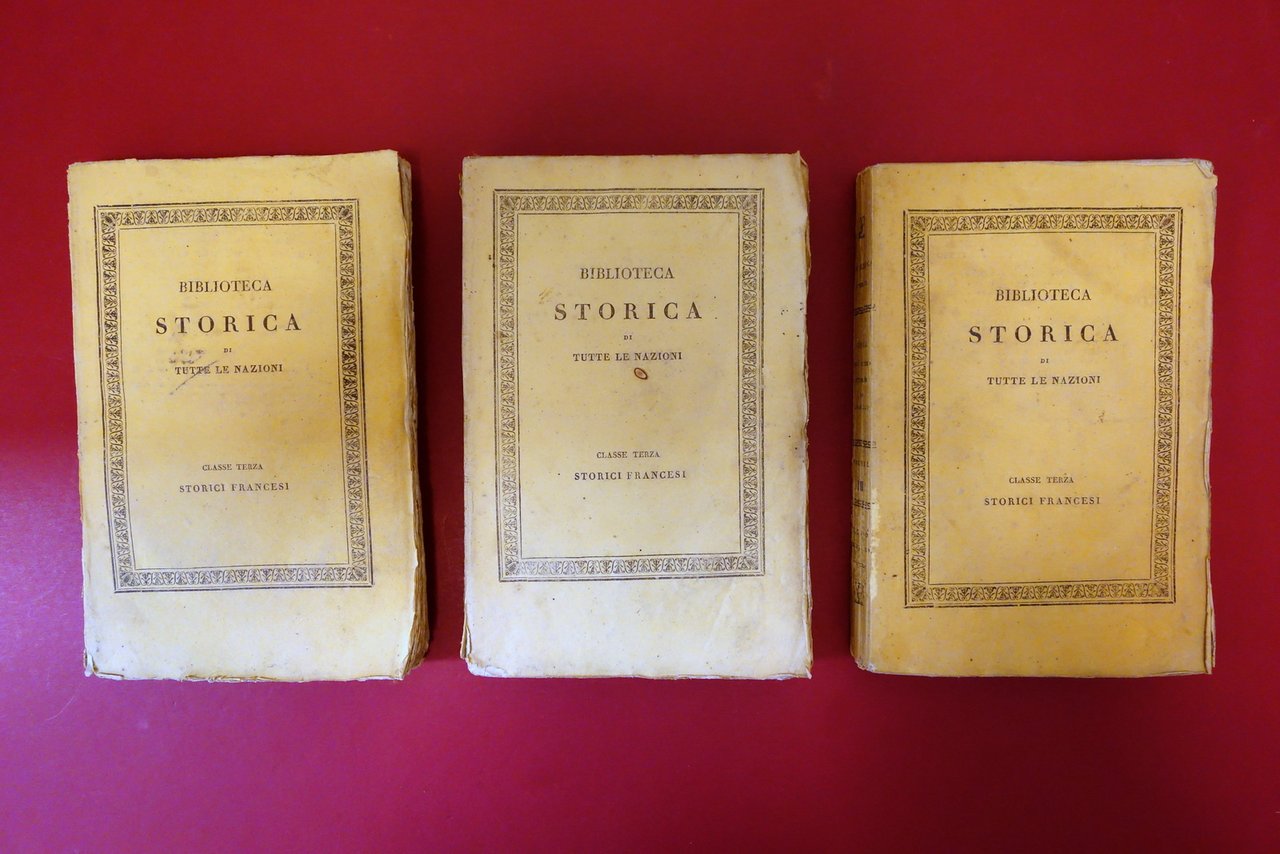 BIBLIOTECA
STORICA
DI
TUTTE LE NAZIONI
CLASSE TERZA
STORICI FRANCESI
BIBLIOTECA
STORICA
DI
TUTTE LE NAZIONI
CLASSE TERZA
STORICI FRANCESI
BIBLIOTECA
STORICA
DI
TUTTE LE NAZIONI
CLASSE TERZA
STORICI FRANCESI